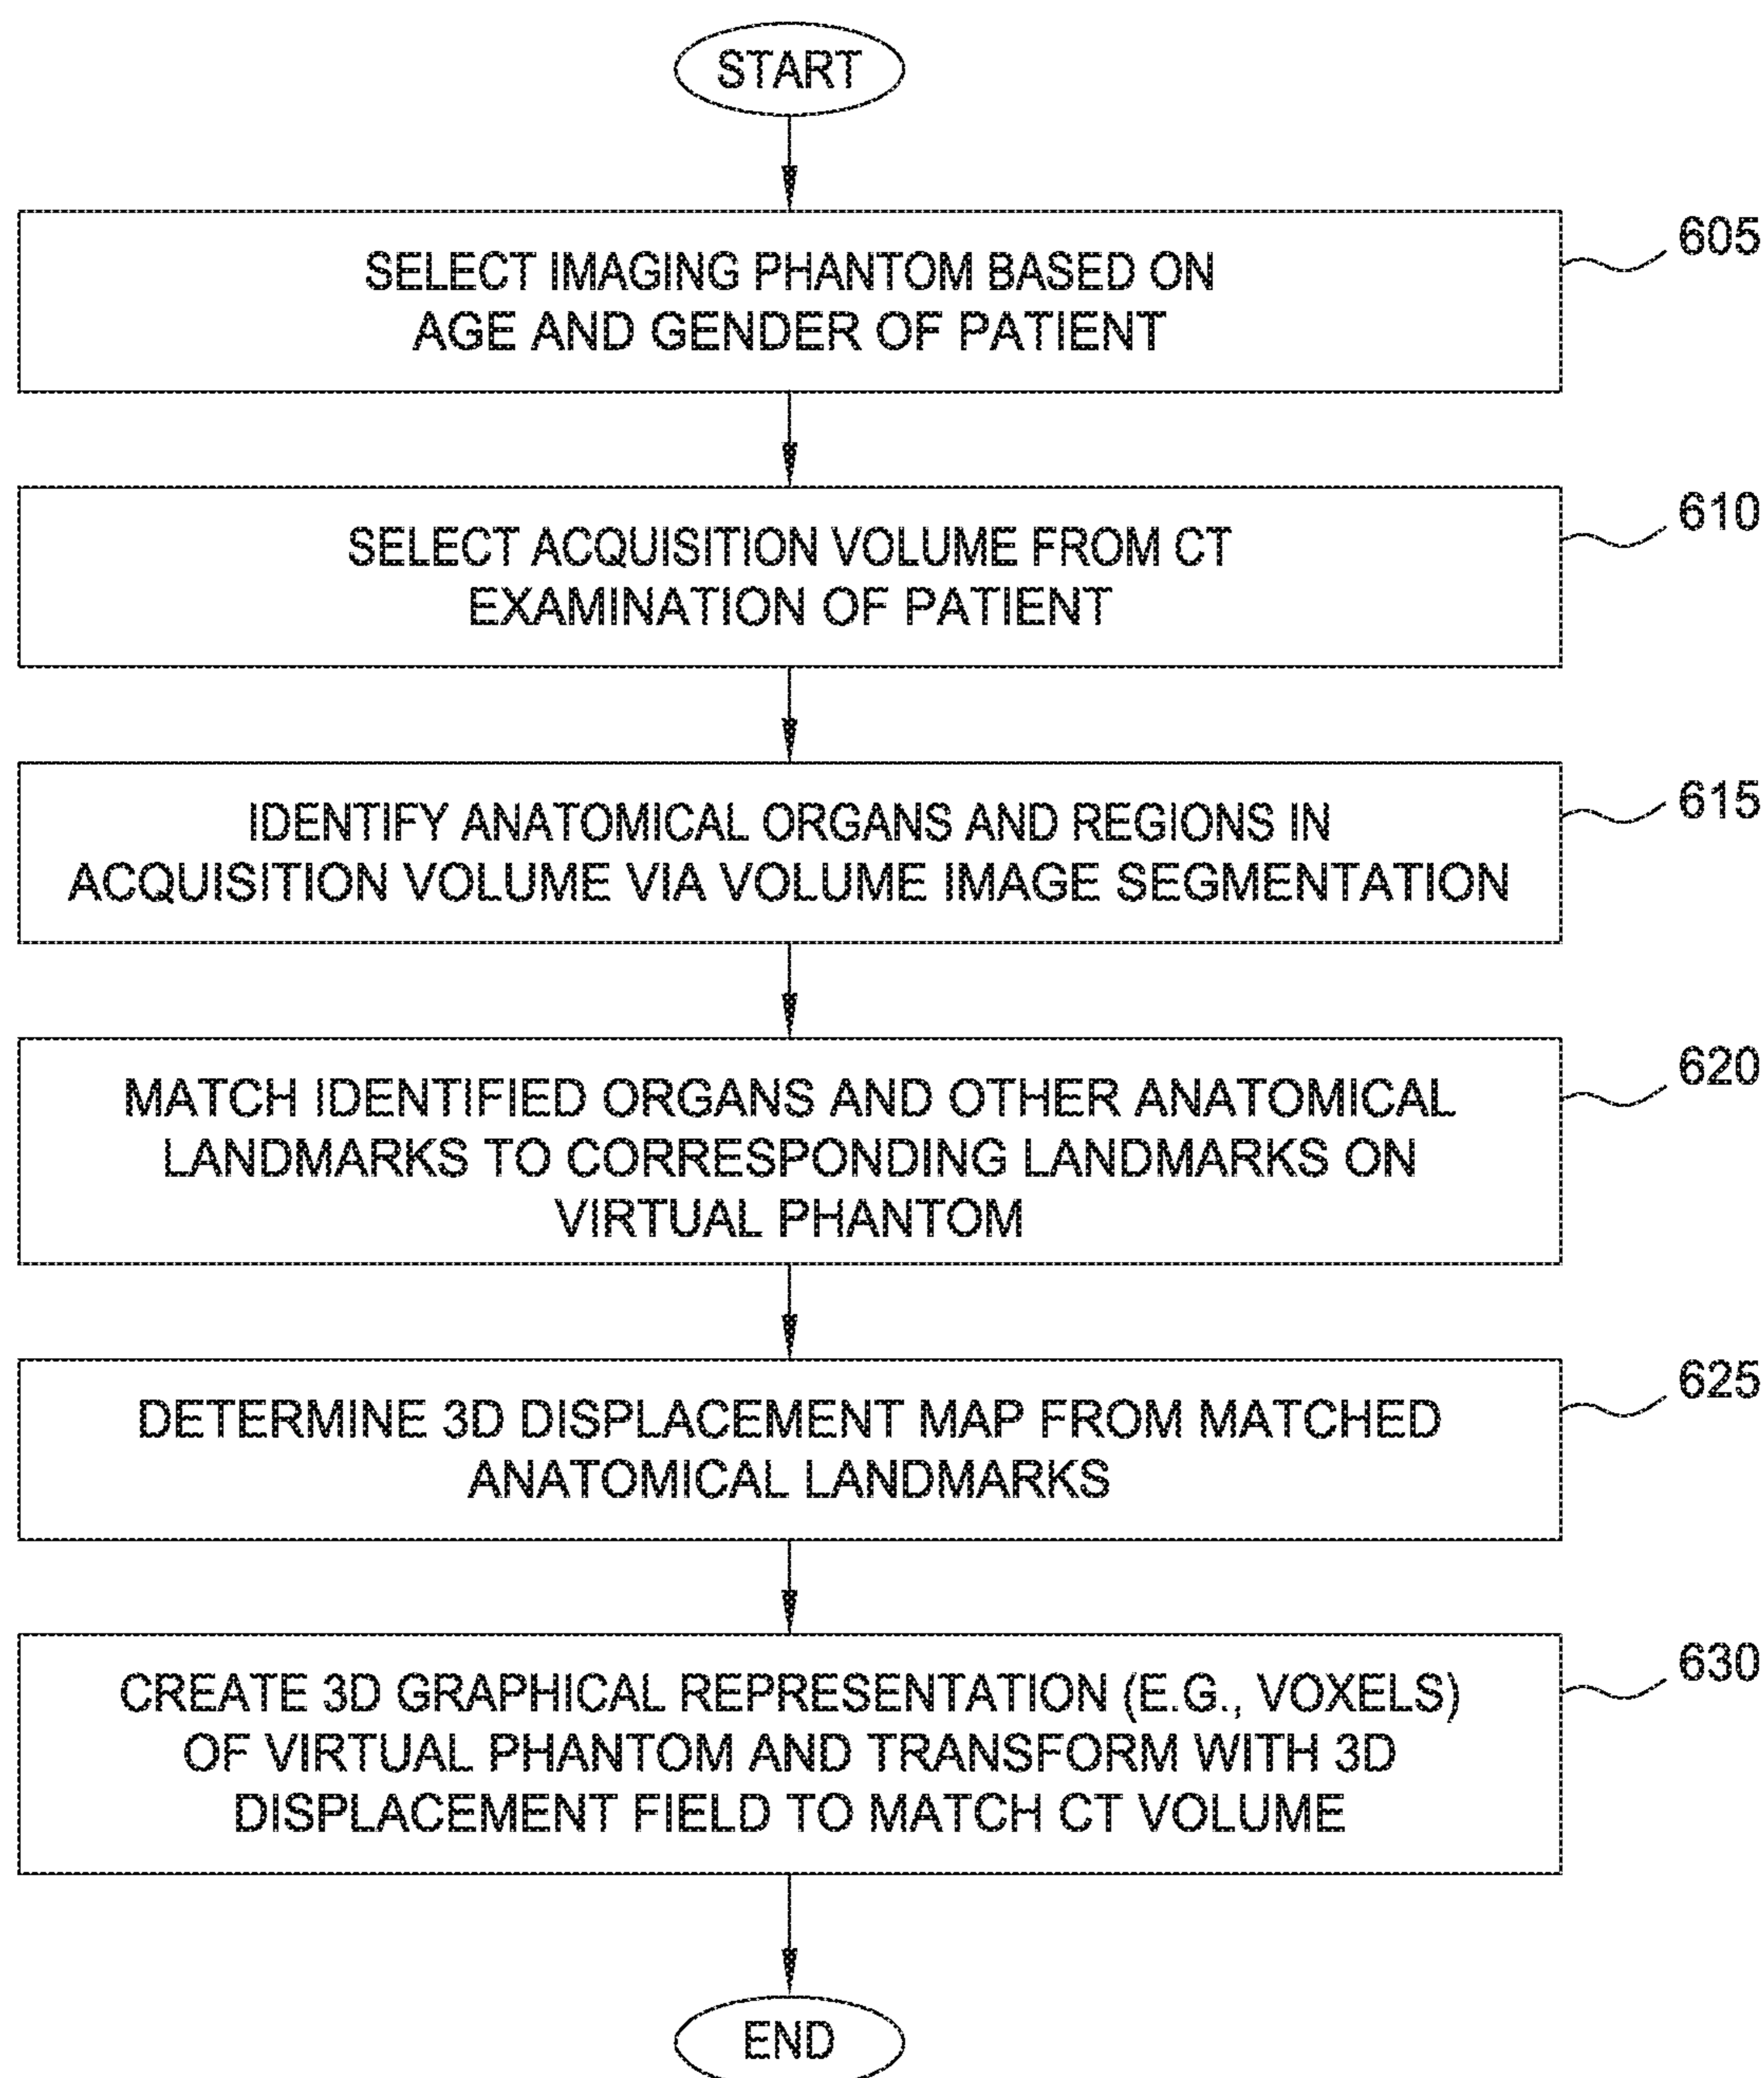 START
SELECT IMAGING PHANTOM BASED ON
AGE AND GENDER OF PATIENT
605
SELECT ACQUISITION VOLUME FROM CT
EXAMINATION OF PATIENT
610
IDENTIFY ANATOMICAL ORGANS AND REGIONS IN
ACQUISITION VOLUME VIA VOLUME IMAGE SEGMENTATION
615
MATCH IDENTIFIED ORGANS AND OTHER ANATOMICAL
LANDMARKS TO CORRESPONDING LANDMARKS ON
VIRTUAL PHANTOM
620
DETERMINE 3D DISPLACEMENT MAP FROM MATCHED
ANATOMICAL LANDMARKS
625
CREATE 3D GRAPHICAL REPRESENTATION (E.G., VOXELS)
OF VIRTUAL PHANTOM AND TRANSFORM WITH 3D
DISPLACEMENT FIELD TO MATCH CT VOLUME
630
END